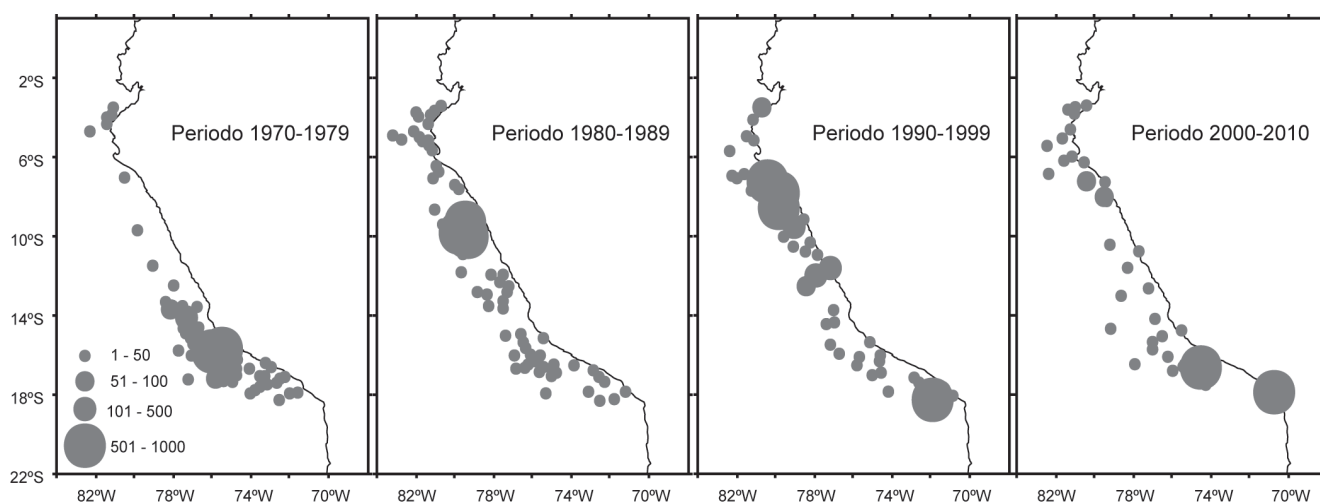 2ºS
6ºS
10ºS
14ºS
18ºS
22ºS
Periodo 1970-1979
Periodo 1980-1989
Periodo 1990-1999
Periodo 2000-2010
1 - 50
51 - 100
101 - 500
501 - 1000
82ºW 78ºW 74ºW 70ºW 82ºW 78ºW 74ºW 70ºW 82ºW 78ºW 74ºW 70ºW 82ºW 78ºW 74ºW 70ºW